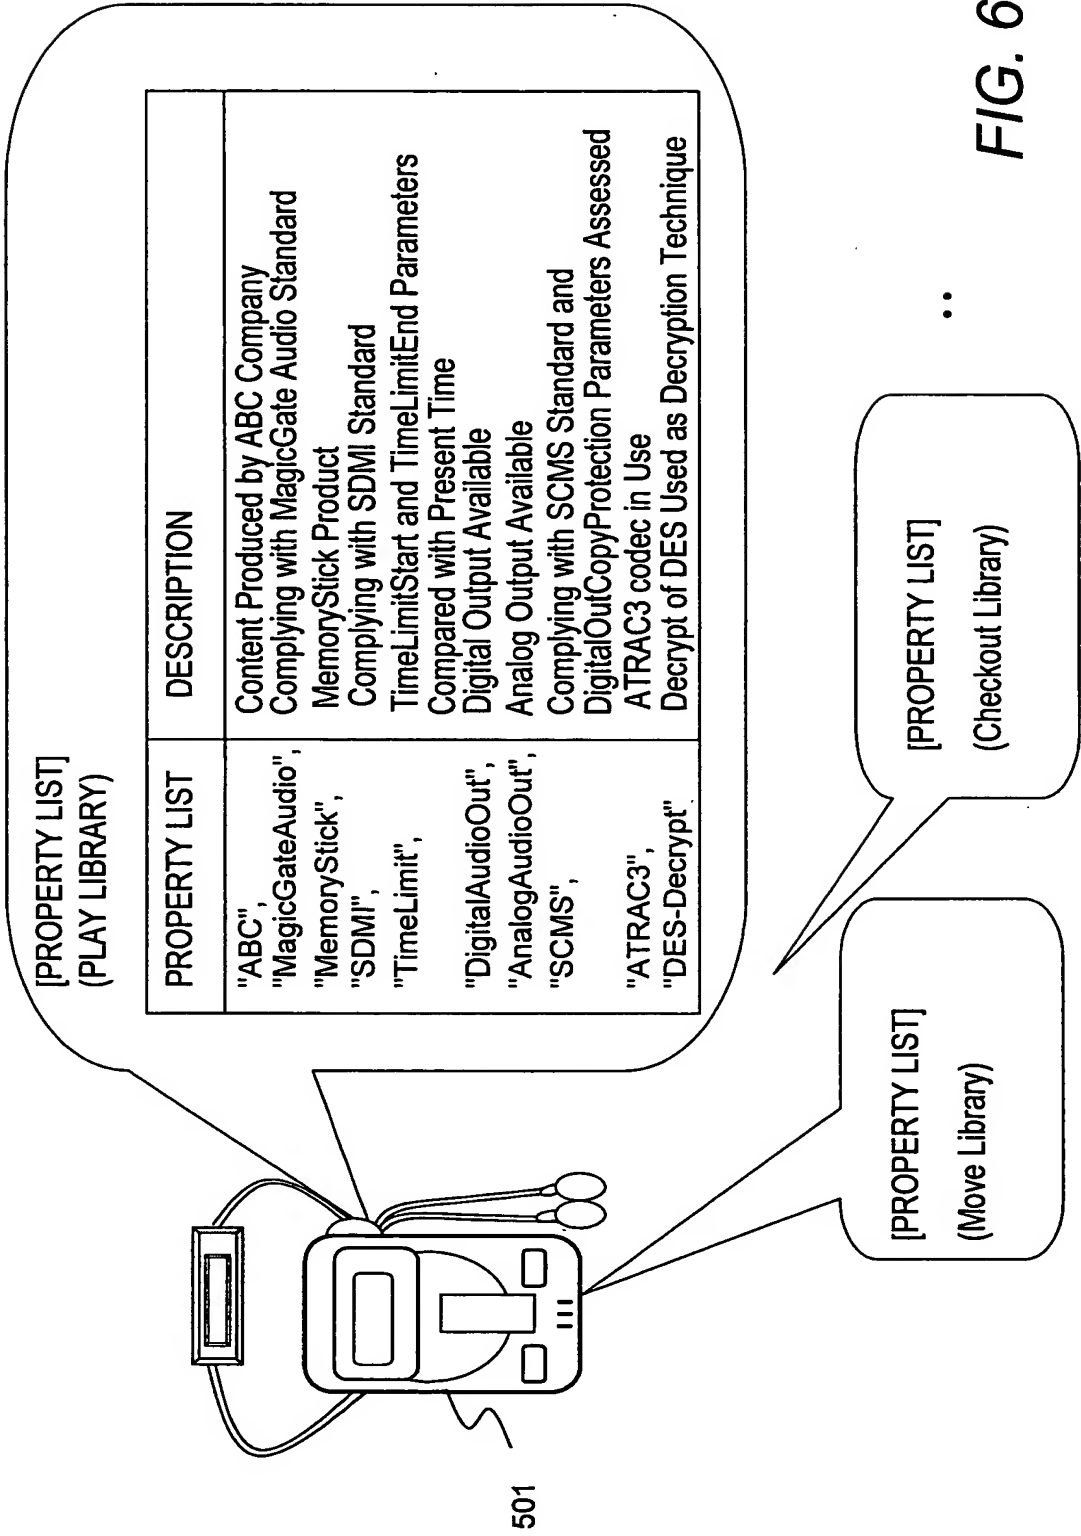 [PROPERTY LIST]
(PLAY LIBRARY)
PROPERTY LIST
DESCRIPTION
"ABC",
Content Produced by ABC Company
"MagicGateAudio",
Complying with MagicGate Audio Standard
"MemoryStick",
MemoryStick Product
"SDMI",
Complying with SDMI Standard
"TimeLimit",
TimeLimitStart and TimeLimitEnd Parameters
Compared with Present Time
"DigitalAudioOut",
Digital Output Available
"AnalogAudioOut",
Analog Output Available
"SCMS",
Complying with SCMS Standard and
DigitalOutCopyProtection Parameters Assessed
"ATRAC3",
ATRAC3 codec in Use
"DES-Decrypt"
Decrypt of DES Used as Decryption Technique
501
[PROPERTY LIST]
(Move Library)
[PROPERTY LIST]
(Checkout Library)
FIG. 6